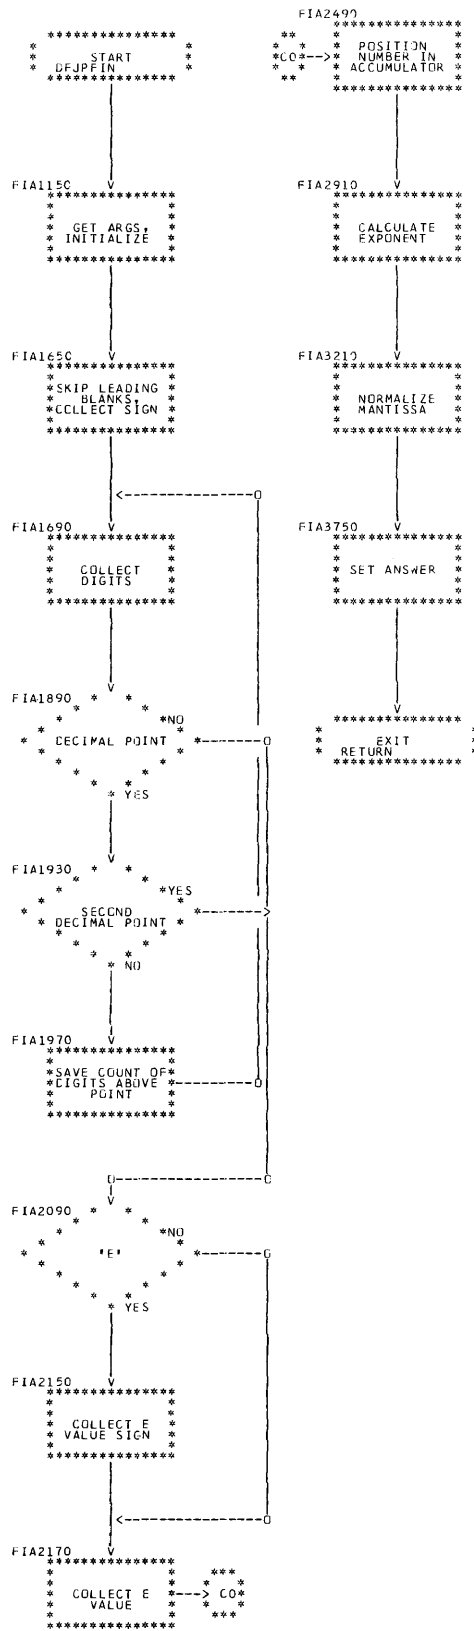 START
DFJPFIN
FIA1150
GET ARGS,
INITIALIZE
FIA1650
SKIP LEADING
BLANKS,
COLLECT SIGN
FIA1690
COLLECT
DIGITS
FIA1890
NO
DECIMAL POINT
YES
FIA1930
YES
SECOND
DECIMAL POINT
NO
FIA1970
SAVE COUNT OF
DIGITS ABOVE
POINT
FIA2090
NO
'E'
YES
FIA2150
COLLECT E
VALUE SIGN
FIA2170
COLLECT E
VALUE
CO
FIA2490
CO
POSITION
NUMBER IN
ACCUMULATOR
FIA2910
CALCULATE
EXPONENT
FIA3210
NORMALIZE
MANTISSA
FIA3750
SET ANSWER
EXIT
RETURN